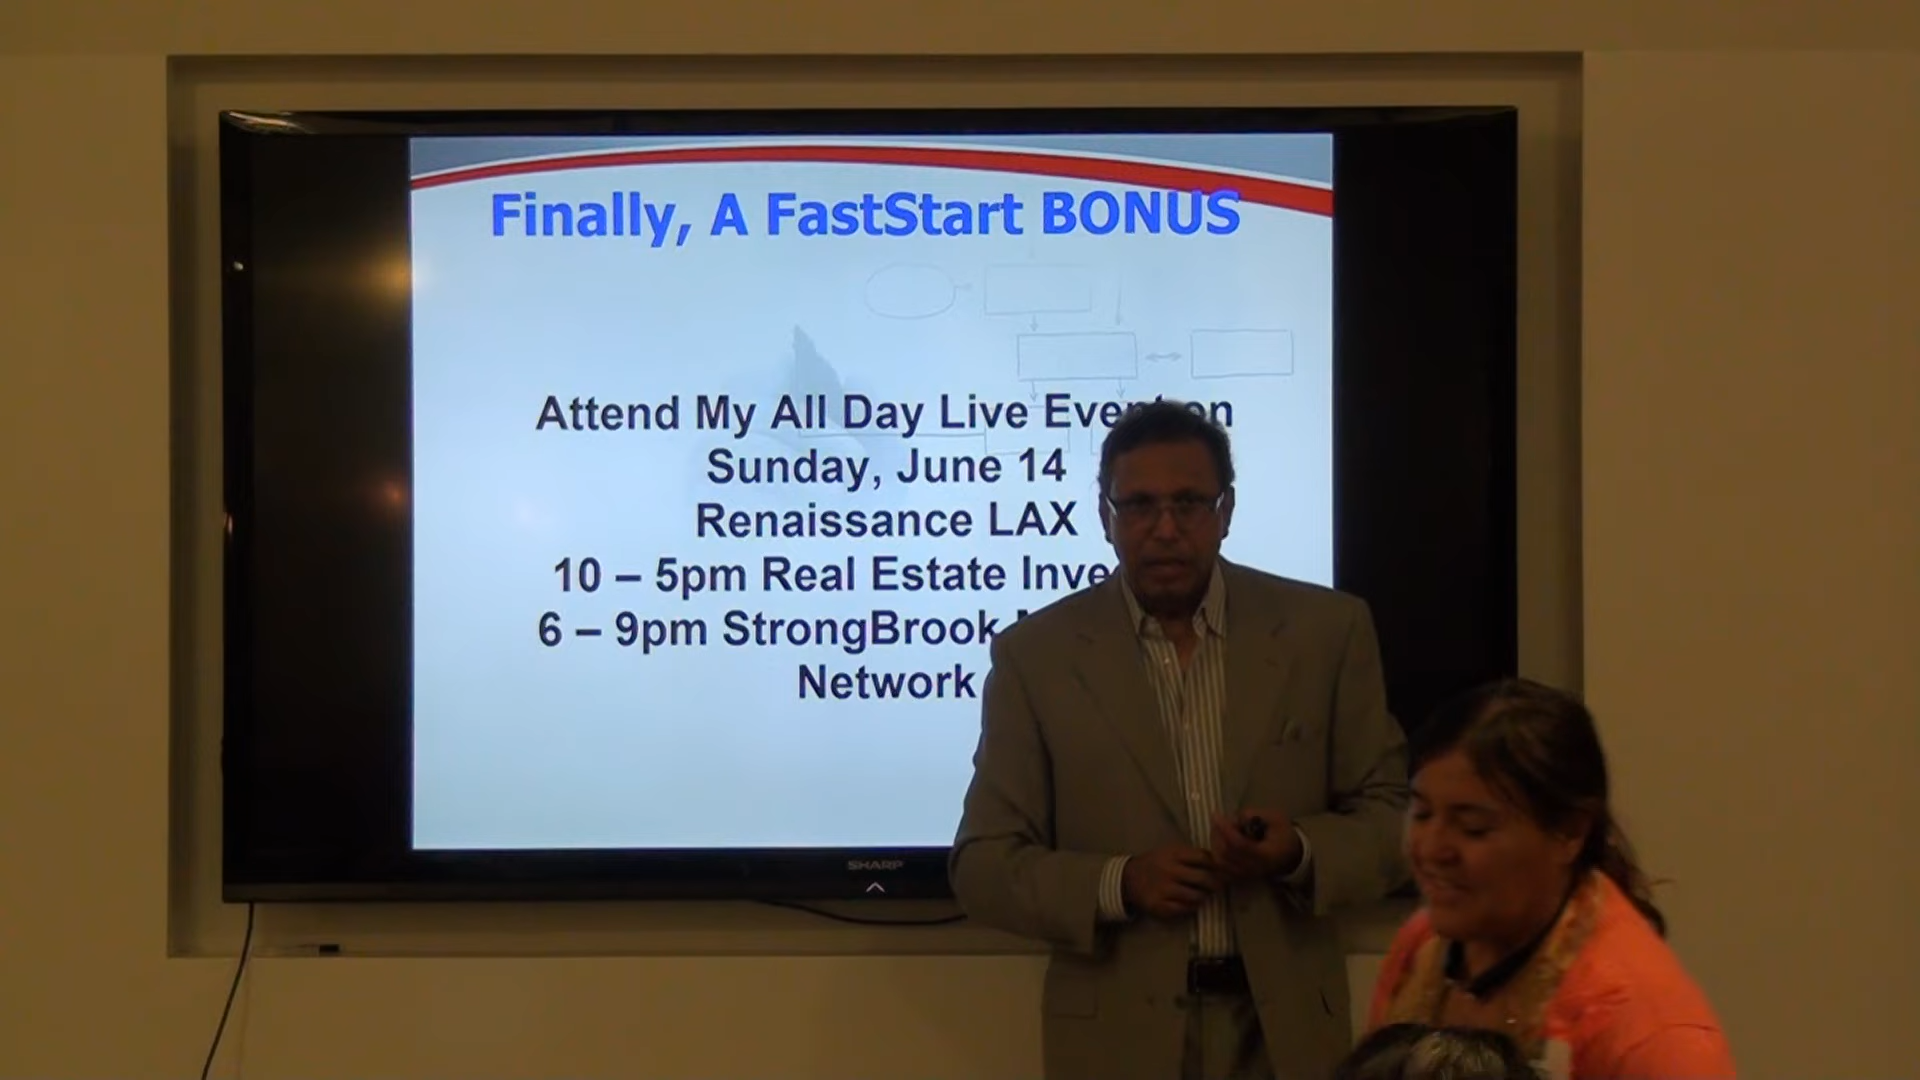 Finally, A FastStart BONUS
Attend My All Day Live Event on
Sunday, June 14
Renaissance LAX
10 – 5pm Real Estate
6 – 9pm StrongBrook
Network
SHARP